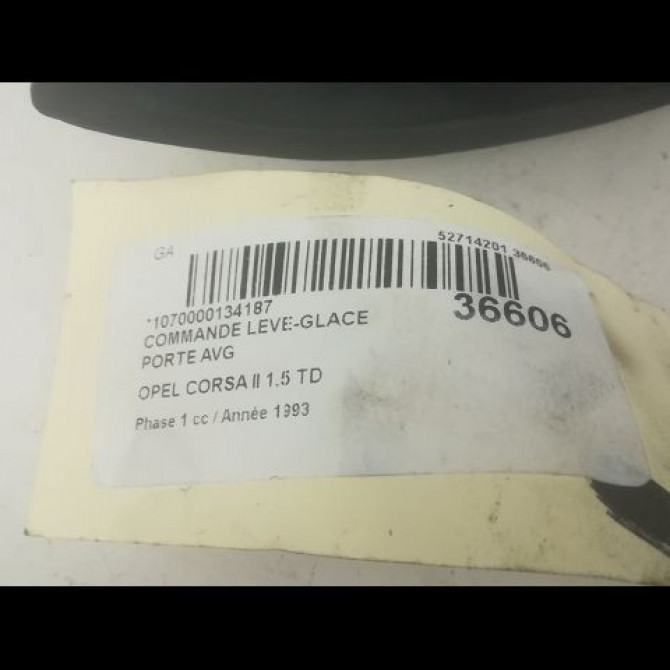 GA
52714201 36606
*1070000134187
36606
COMMANDE LEVE-GLACE
PORTE AVG
OPEL CORSA II 1.5 TD
Phase 1 cc / Année 1993